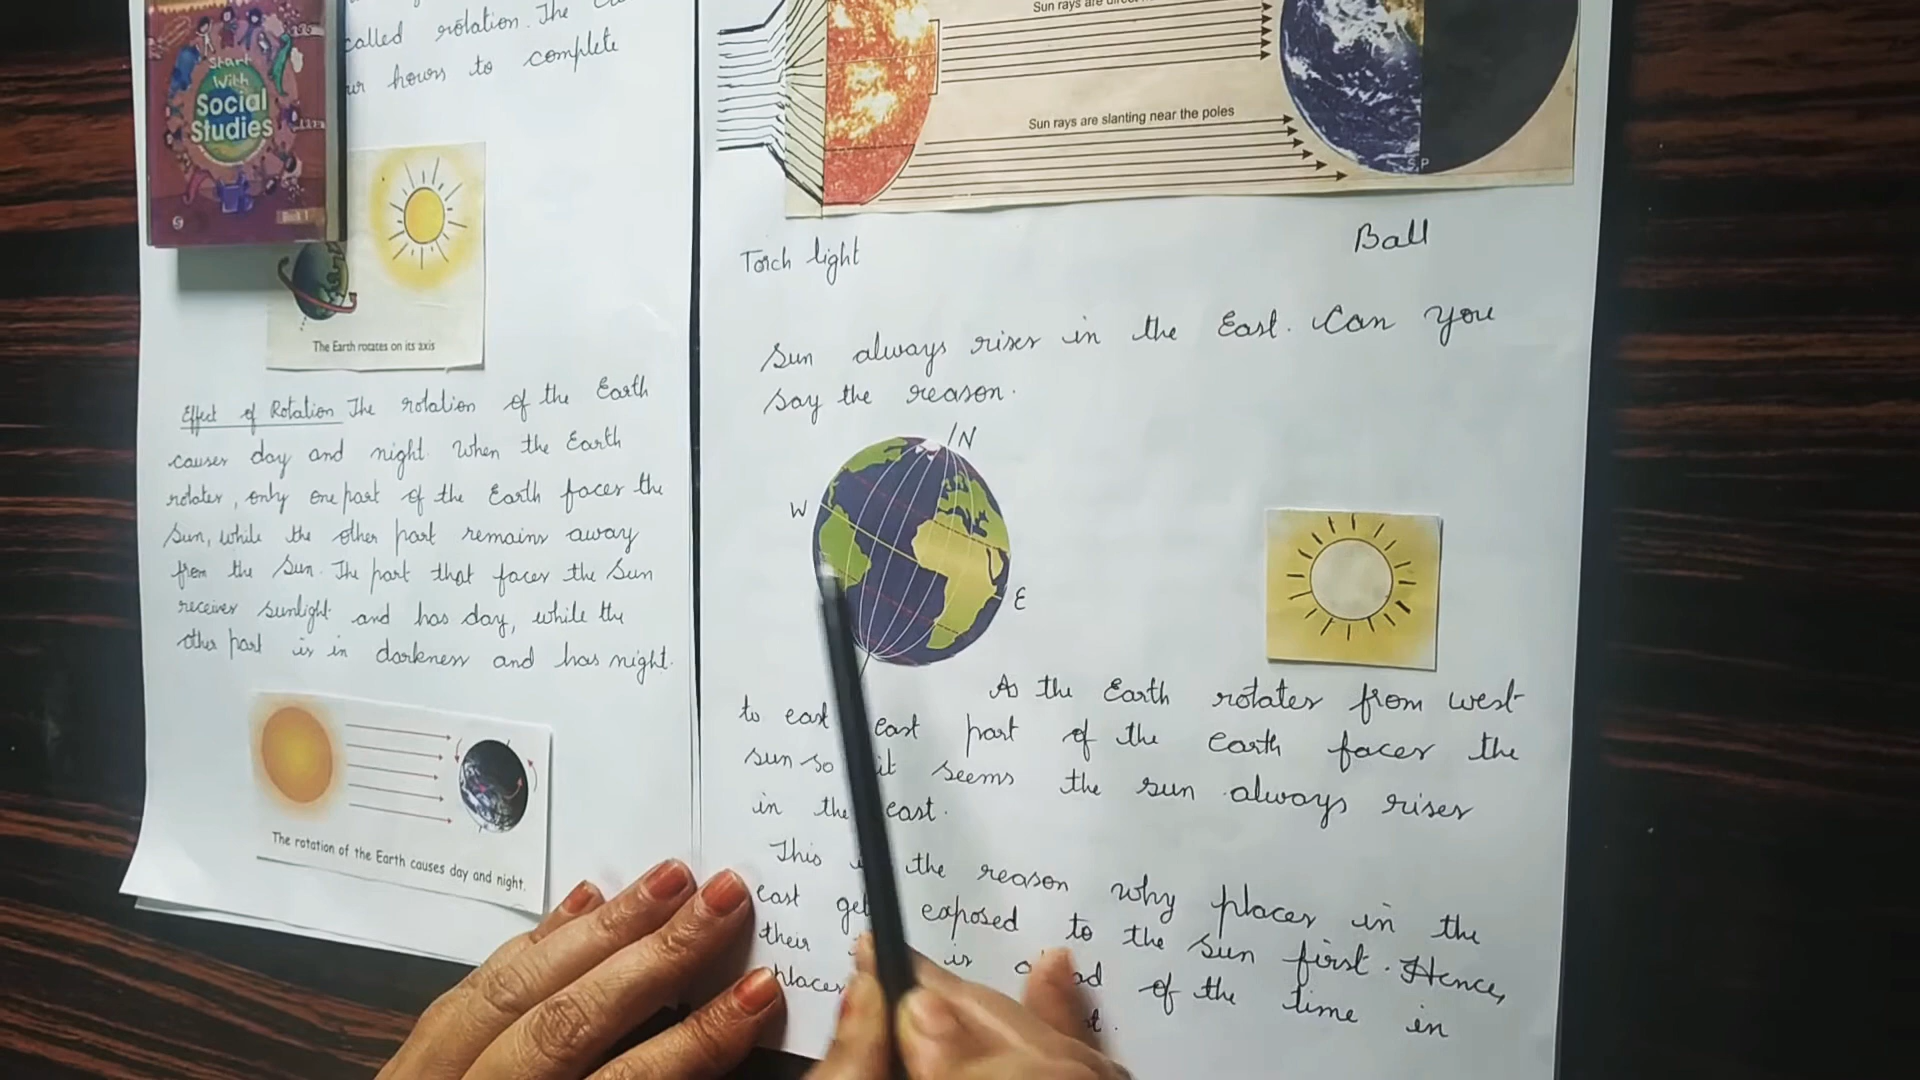 called rotation. The
hours to complete
Start
With
Social
Studies
Book 1
The Earth rotates on its axis
Effect of Rotation The rotation of the Earth
causes day and night. When the Earth
rotates, only one part of the Earth faces the
Sun, while the other part remains away
from the Sun. The part that faces the Sun
receives sunlight and has day, while the
other part is in darkness and has night.
The rotation of the Earth causes day and night.
Sun rays are direct
Sun rays are slanting near the poles
S.P
Torch light
Ball
Sun always rises in the East. Can you
say the reason.
N
W
E
As the Earth rotates from west
to east east part of the earth faces the
sun so it seems the sun always rises
in the east.
This the reason why places in the
east get exposed to the Sun first. Hence,
their is of the time in
places